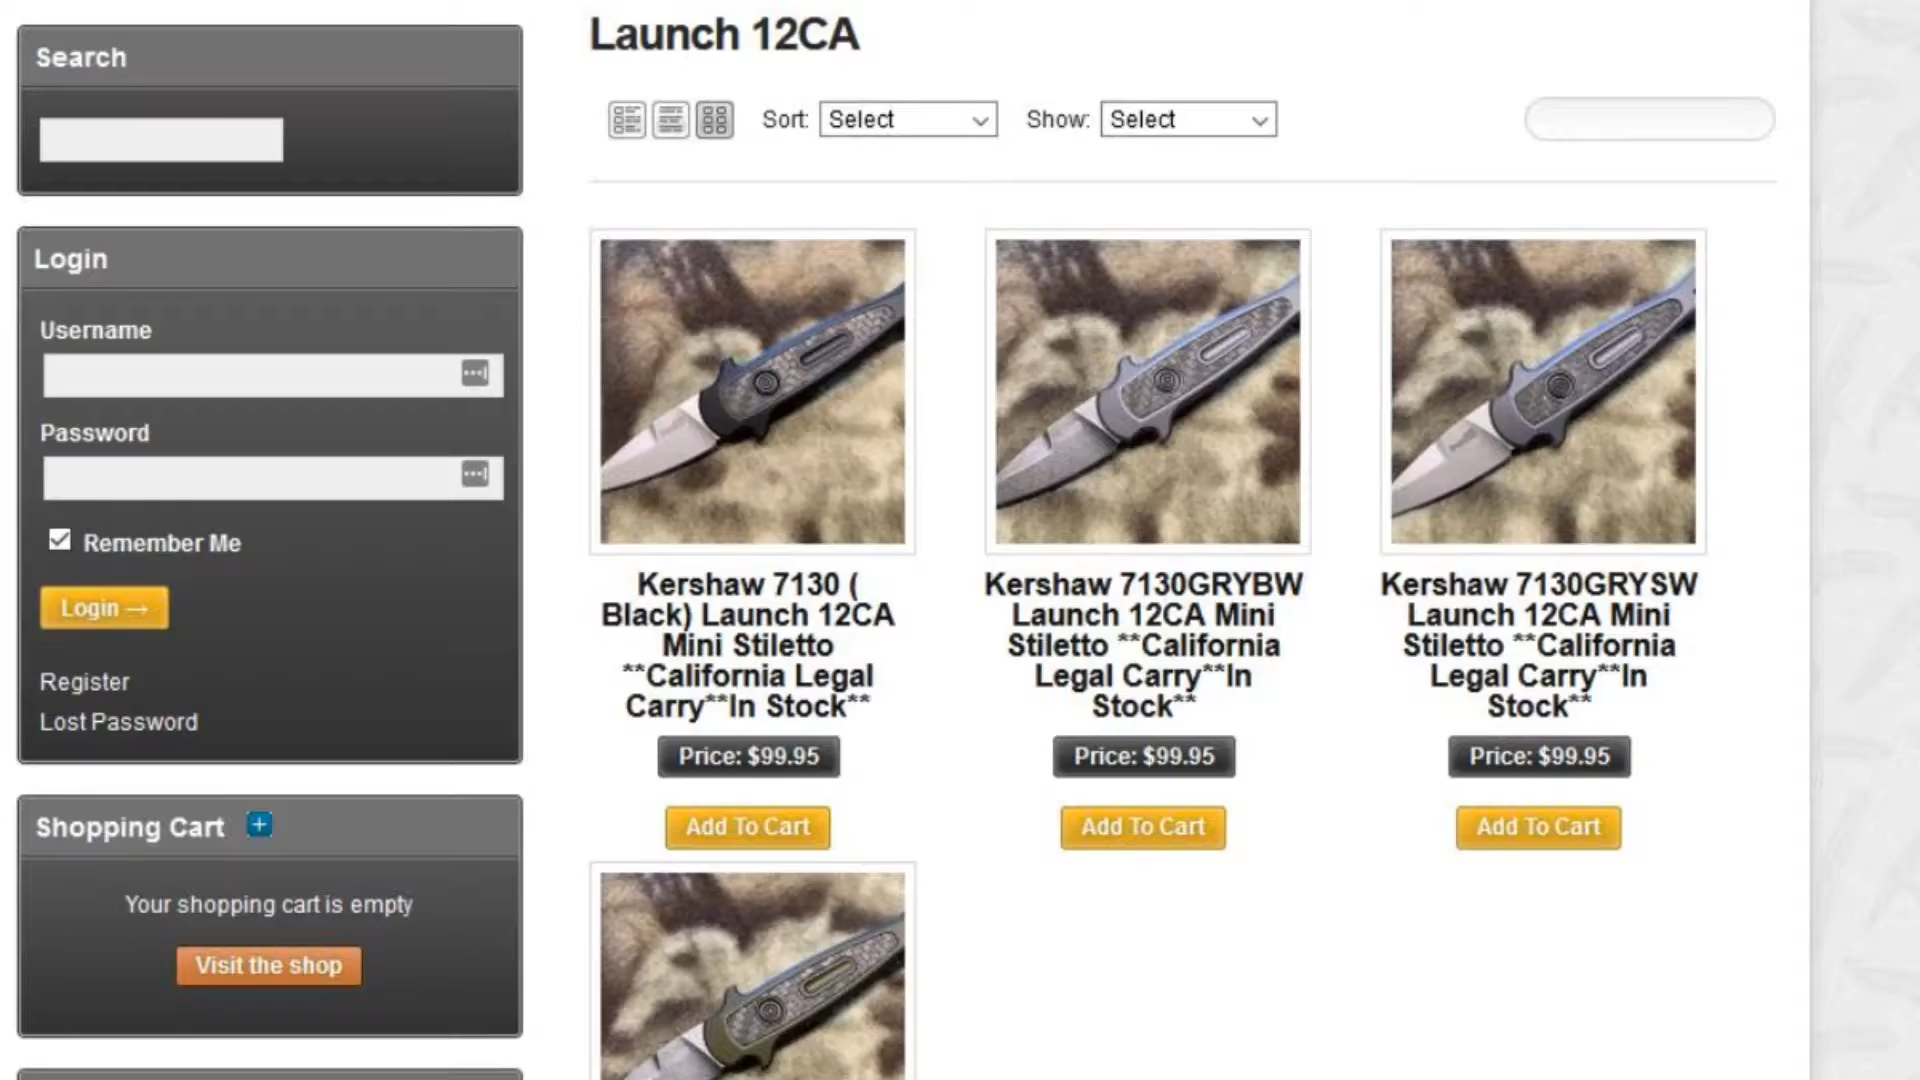 Search
Login
Username
Password
Remember Me
Login →
Register
Lost Password
Shopping Cart +
Your shopping cart is empty
Visit the shop
Launch 12CA
Sort: Select
Show: Select
Kershaw 7130 (
Black) Launch 12CA
Mini Stiletto
**California Legal
Carry**In Stock**
Price: $99.95
Add To Cart
Kershaw 7130GRYBW
Launch 12CA Mini
Stiletto **California
Legal Carry**In
Stock**
Price: $99.95
Add To Cart
Kershaw 7130GRYSW
Launch 12CA Mini
Stiletto **California
Legal Carry**In
Stock**
Price: $99.95
Add To Cart